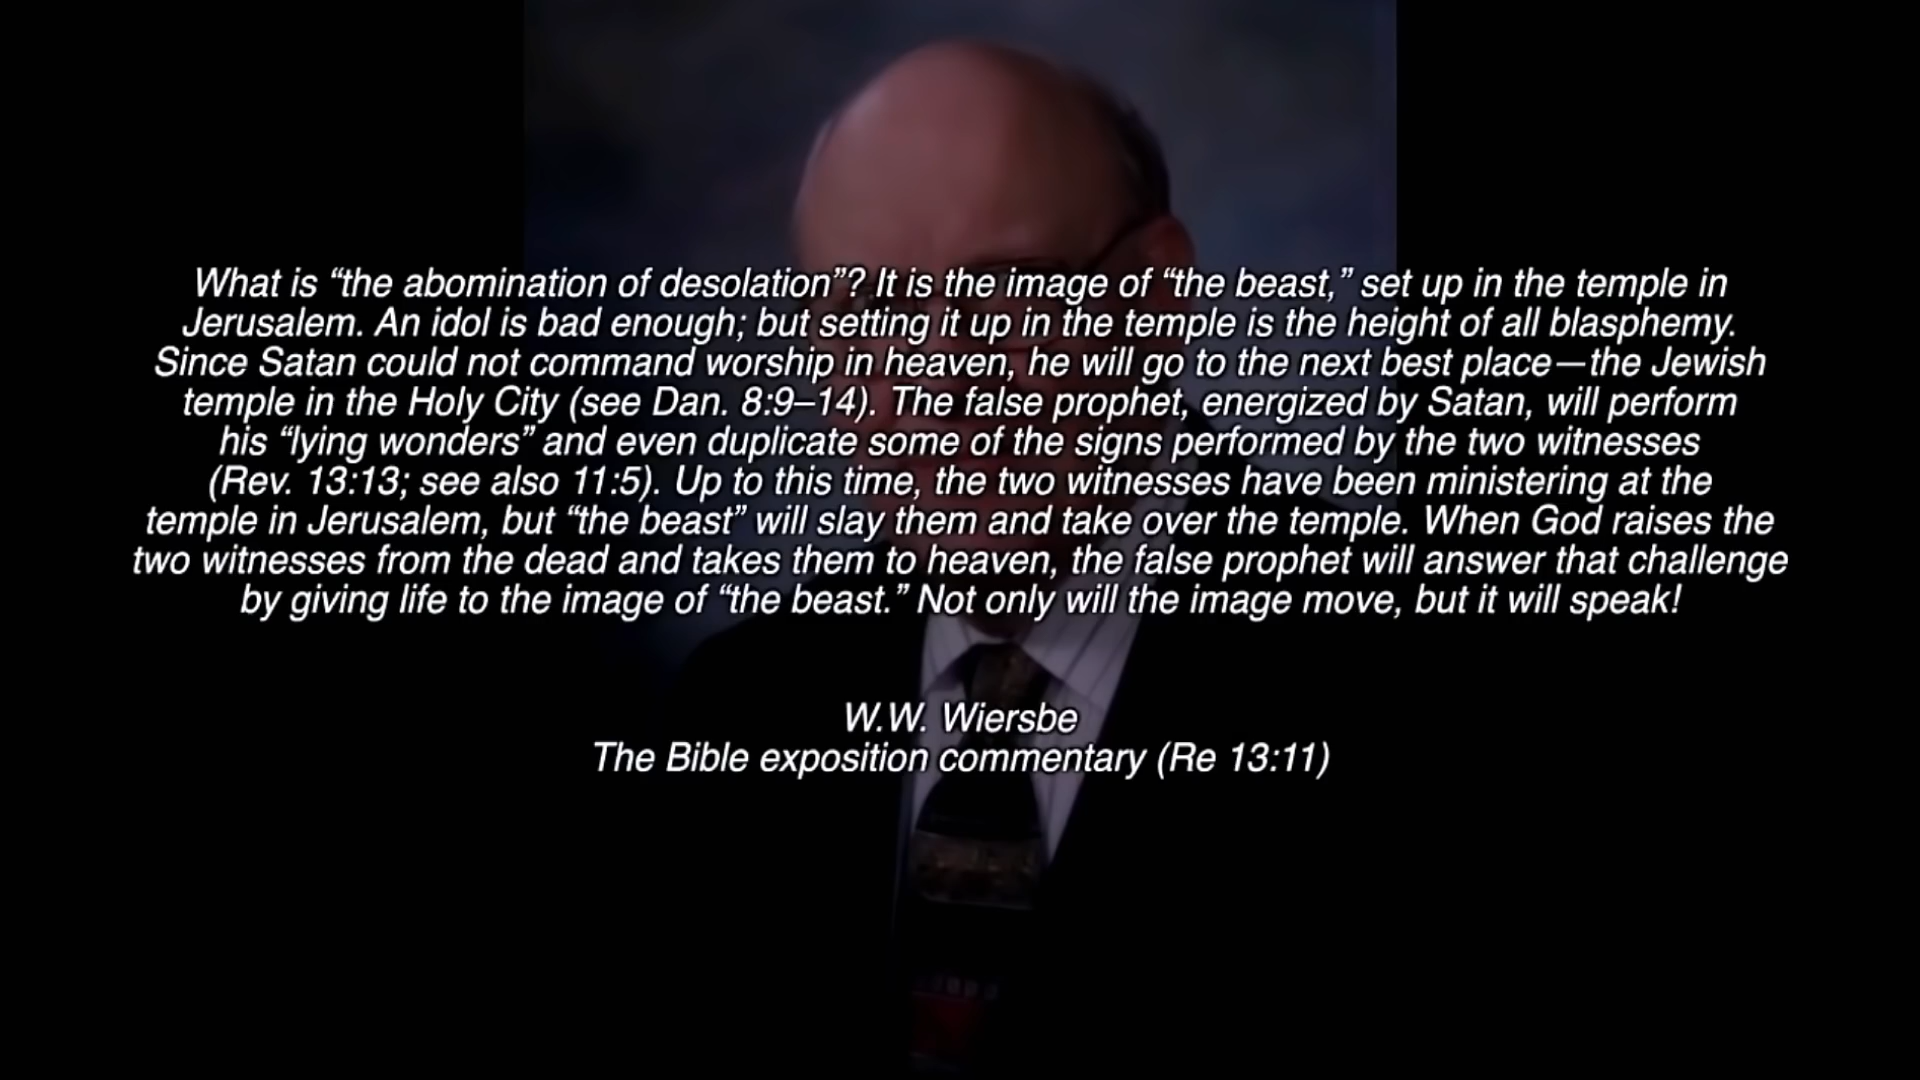 What is “the abomination of desolation”? It is the image of “the beast,” set up in the temple in
Jerusalem. An idol is bad enough; but setting it up in the temple is the height of all blasphemy.
Since Satan could not command worship in heaven, he will go to the next best place—the Jewish
temple in the Holy City (see Dan. 8:9–14). The false prophet, energized by Satan, will perform
his “lying wonders” and even duplicate some of the signs performed by the two witnesses
(Rev. 13:13; see also 11:5). Up to this time, the two witnesses have been ministering at the
temple in Jerusalem, but “the beast” will slay them and take over the temple. When God raises the
two witnesses from the dead and takes them to heaven, the false prophet will answer that challenge
by giving life to the image of “the beast.” Not only will the image move, but it will speak!
W.W. Wiersbe
The Bible exposition commentary (Re 13:11)